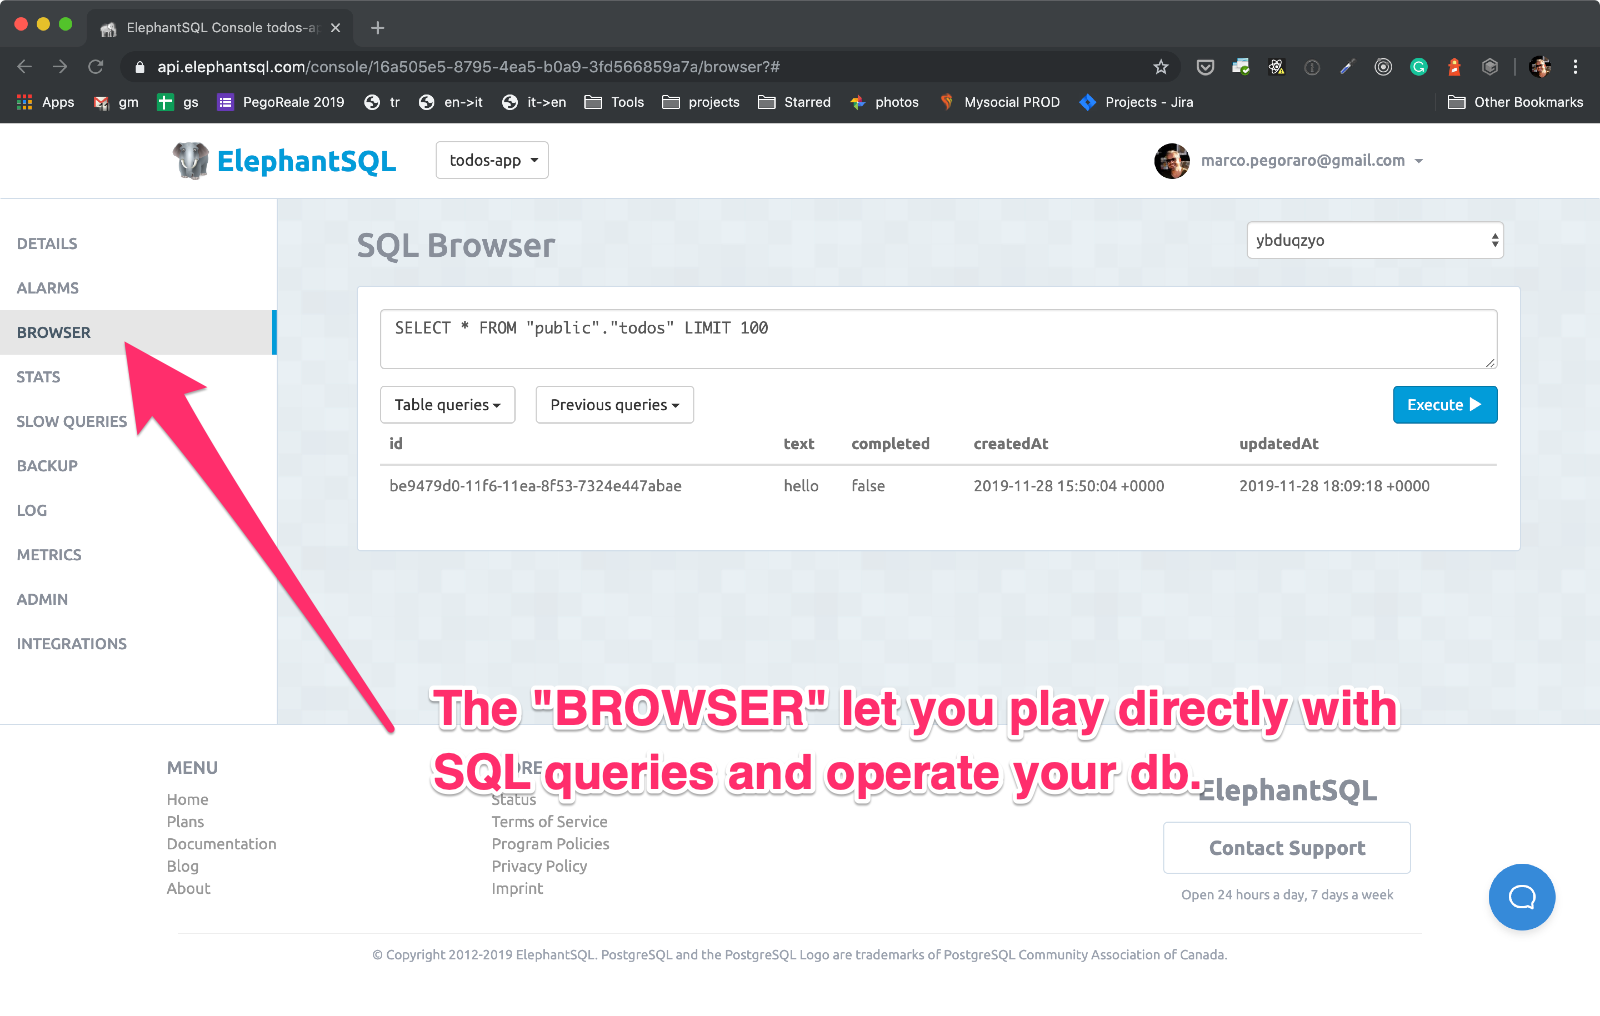 ElephantSQL Console todos-ap
api.elephantsql.com/console/16a505e5-8795-4ea5-b0a9-3fd566859a7a/browser?#
Apps gm gs PegoReale 2019 tr en->it it->en Tools projects Starred photos Mysocial PROD Projects - Jira Other Bookmarks
ElephantSQL todos-app marco.pegoraro@gmail.com
DETAILS
ALARMS
BROWSER
STATS
SLOW QUERIES
BACKUP
LOG
METRICS
ADMIN
INTEGRATIONS
SQL Browser ybduqzyo
SELECT * FROM "public"."todos" LIMIT 100
Table queries Previous queries Execute
id text completed createdAt updatedAt
be9479d0-11f6-11ea-8f53-7324e447abae hello false 2019-11-28 15:50:04 +0000 2019-11-28 18:09:18 +0000
The "BROWSER" let you play directly with
SQL queries and operate your db.
MENU
Home
Plans
Documentation
Blog
About
Status
Terms of Service
Program Policies
Privacy Policy
Imprint
ElephantSQL
Contact Support
Open 24 hours a day, 7 days a week
© Copyright 2012-2019 ElephantSQL. PostgreSQL and the PostgreSQL Logo are trademarks of PostgreSQL Community Association of Canada.